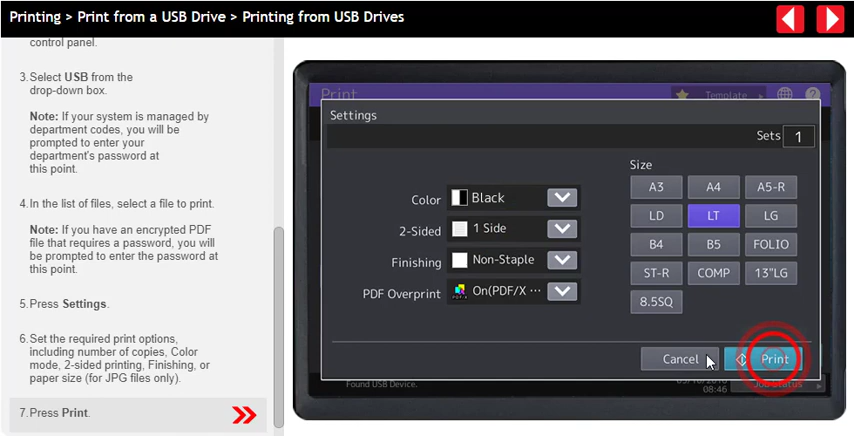 Printing > Print from a USB Drive > Printing from USB Drives
control panel.
3. Select USB from the
drop-down box.
Note: If your system is managed by
department codes, you will be
prompted to enter your
department's password at
this point.
4. In the list of files, select a file to print.
Note: If you have an encrypted PDF
file that requires a password, you will
be prompted to enter the password at
this point.
5. Press Settings.
6. Set the required print options,
including number of copies, Color
mode, 2-sided printing, Finishing, or
paper size (for JPG files only).
7. Press Print.
Print
Template
?
Settings
Sets 1
Color Black
2-Sided 1 Side
Finishing Non-Staple
PDF Overprint On(PDF/X ···
Size
A3 A4 A5-R
LD LT LG
B4 B5 FOLIO
ST-R COMP 13"LG
8.5SQ
Cancel Print
Found USB Device.
08:46
Job Status